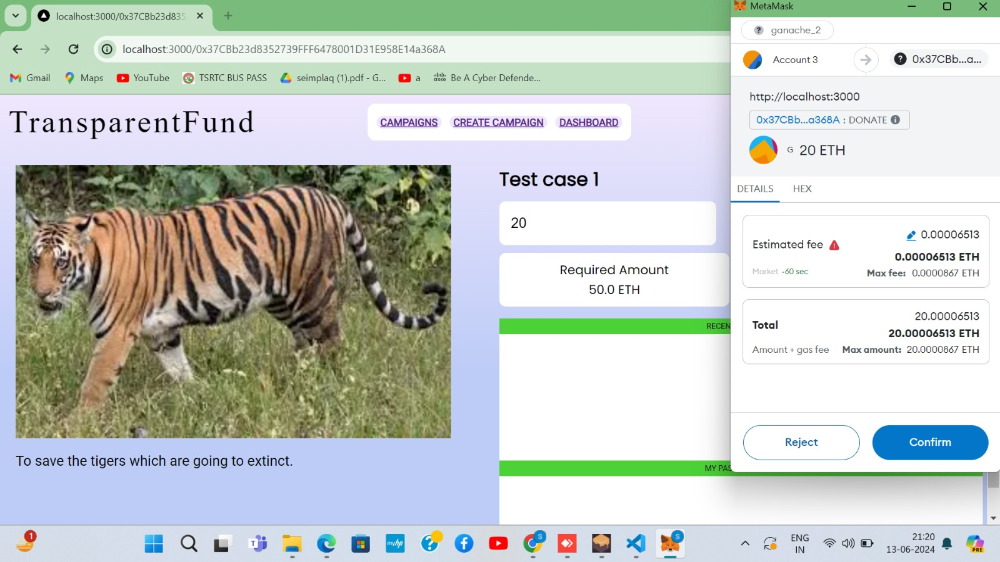 localhost:3000/0x37CBb23d835
localhost:3000/0x37CBb23d8352739FFF6478001D31E958E14a368A
Gmail
Maps
YouTube
TSRTC BUS PASS
seimplaq (1).pdf - G...
a
cisco
Be A Cyber Defende...
TransparentFund
CAMPAIGNS
CREATE CAMPAIGN
DASHBOARD
Test case 1
20
Required Amount
50.0 ETH
RECEN
MY PAS
To save the tigers which are going to extinct.
MetaMask
? ganache_2
Account 3
? 0x37CBb...a...
http://localhost:3000
0x37CBb...a368A : DONATE
G 20 ETH
DETAILS
HEX
Estimated fee
0.00006513
0.00006513 ETH
Market ~60 sec
Max fee: 0.0000867 ETH
Total
20.00006513
20.00006513 ETH
Amount + gas fee
Max amount: 20.0000867 ETH
Reject
Confirm
1
myhp
?
S
S
ENG
IN
21:20
13-06-2024
PRE